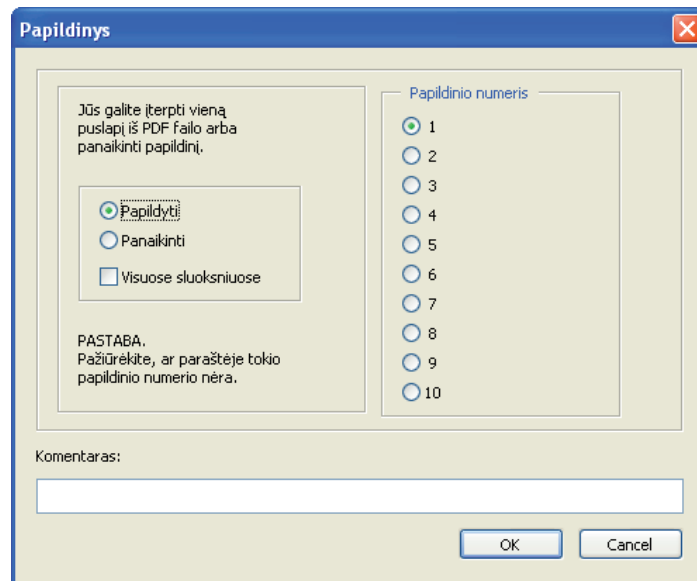 Papildinys
Jūs galite įterpti vieną
puslapį iš PDF failo arba
panaikinti papildinį.
Papildyti
Panaikinti
Visuose sluoksniuose
PASTABA.
Pažiūrėkite, ar paraštėje tokio
papildinio numerio nėra.
Papildinio numeris
1
2
3
4
5
6
7
8
9
10
Komentaras:
OK
Cancel